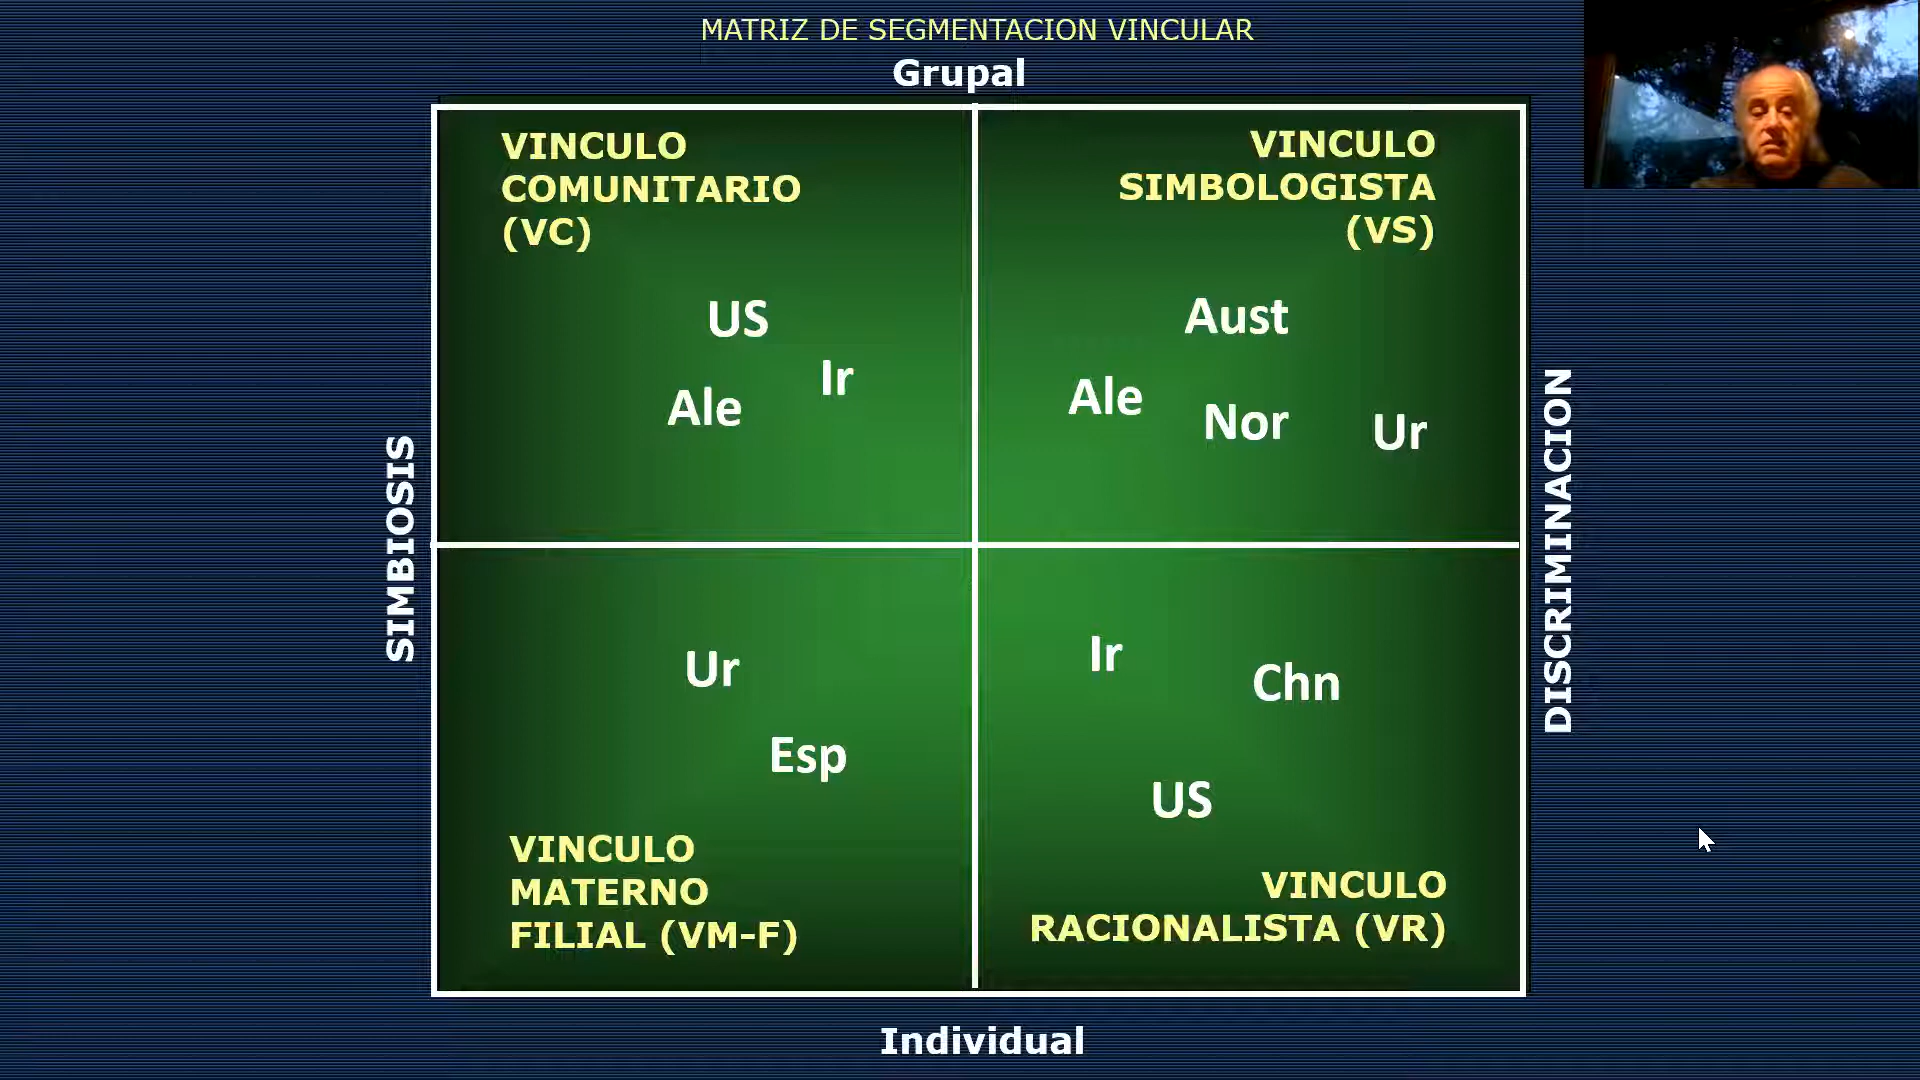 MATRIZ DE SEGMENTACION VINCULAR
Grupal
VINCULO
COMUNITARIO
(VC)
US
Ir
Ale
VINCULO
SIMBOLOGISTA
(VS)
Aust
Ale
Nor
Ur
SIMBIOSIS
DISCRIMINACION
Ur
Esp
VINCULO
MATERNO
FILIAL (VM-F)
Ir
Chn
US
VINCULO
RACIONALISTA (VR)
Individual